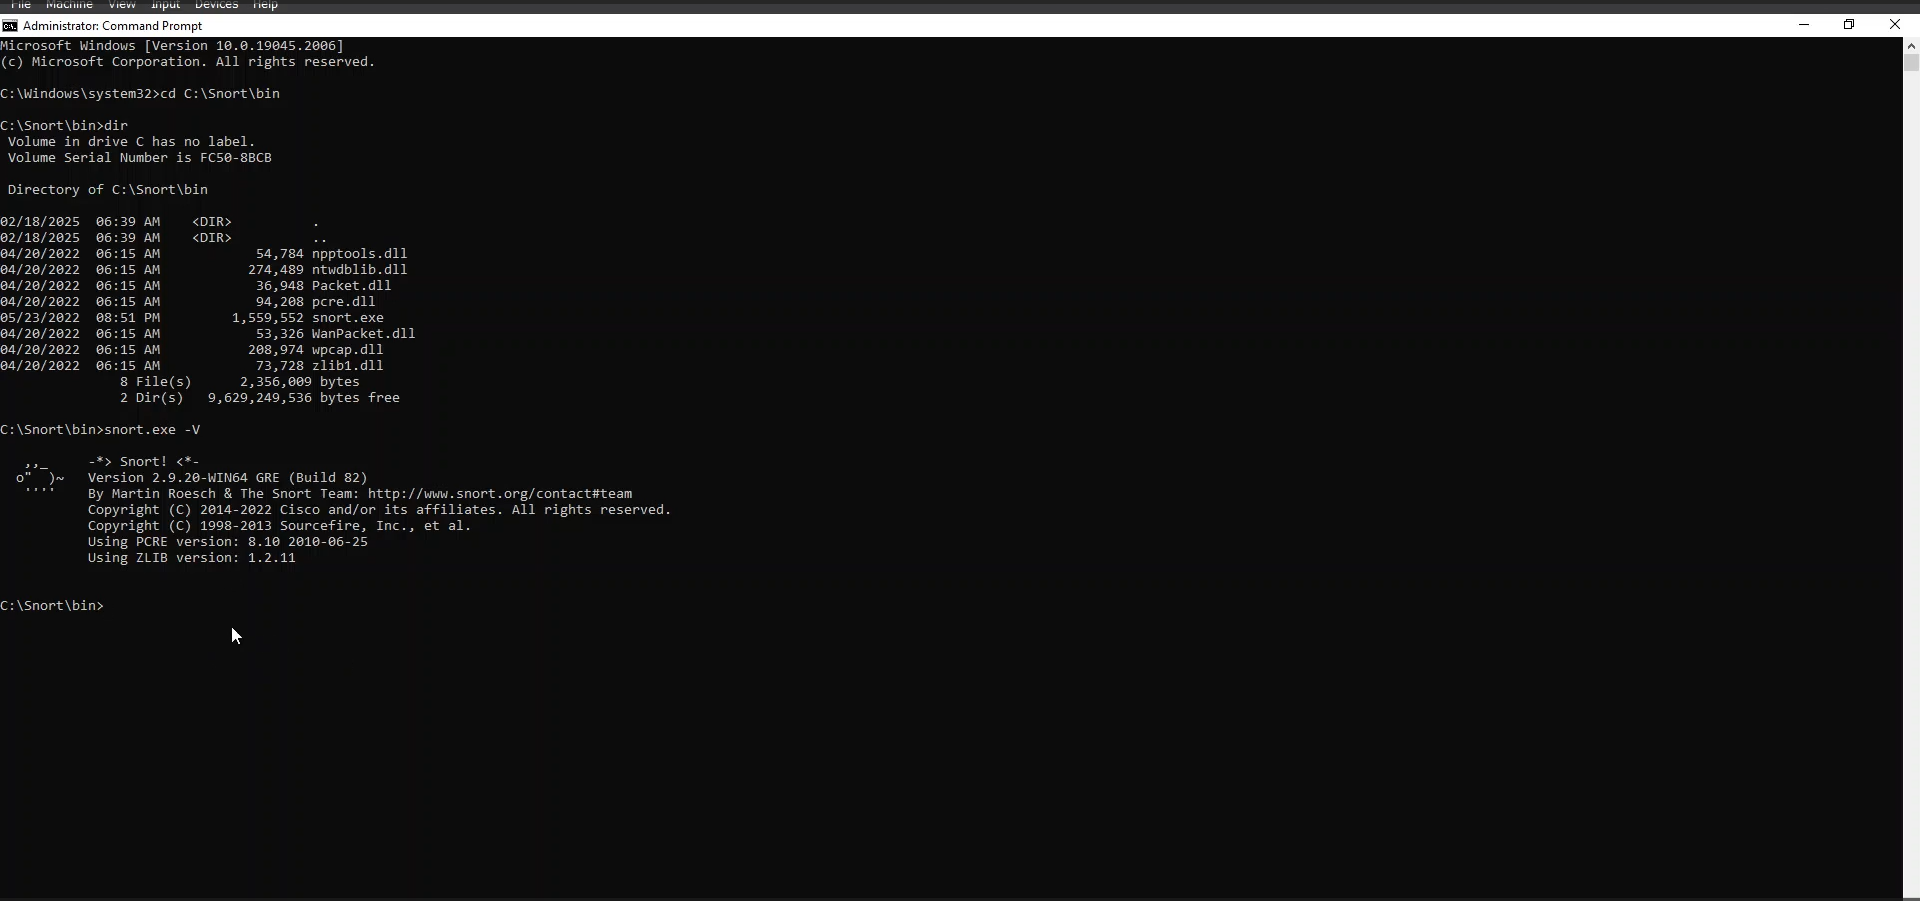 File Machine View Input Devices Help
Administrator: Command Prompt
Microsoft Windows [Version 10.0.19045.2006]
(c) Microsoft Corporation. All rights reserved.
C:\Windows\system32>cd C:\Snort\bin
C:\Snort\bin>dir
 Volume in drive C has no label.
 Volume Serial Number is FC50-8BCB
 Directory of C:\Snort\bin
02/18/2025  06:39 AM    <DIR>          .
02/18/2025  06:39 AM    <DIR>          ..
04/20/2022  06:15 AM            54,784 npptools.dll
04/20/2022  06:15 AM           274,489 ntwdblib.dll
04/20/2022  06:15 AM            36,948 Packet.dll
04/20/2022  06:15 AM            94,208 pcre.dll
05/23/2022  08:51 PM         1,559,552 snort.exe
04/20/2022  06:15 AM            53,326 WanPacket.dll
04/20/2022  06:15 AM           208,974 wpcap.dll
04/20/2022  06:15 AM            73,728 zlib1.dll
               8 File(s)      2,356,009 bytes
               2 Dir(s)   9,629,249,536 bytes free
C:\Snort\bin>snort.exe -V
   ,,_     -*> Snort! <*-
  o"  )~   Version 2.9.20-WIN64 GRE (Build 82)
   ''''    By Martin Roesch & The Snort Team: http://www.snort.org/contact#team
           Copyright (C) 2014-2022 Cisco and/or its affiliates. All rights reserved.
           Copyright (C) 1998-2013 Sourcefire, Inc., et al.
           Using PCRE version: 8.10 2010-06-25
           Using ZLIB version: 1.2.11
C:\Snort\bin>